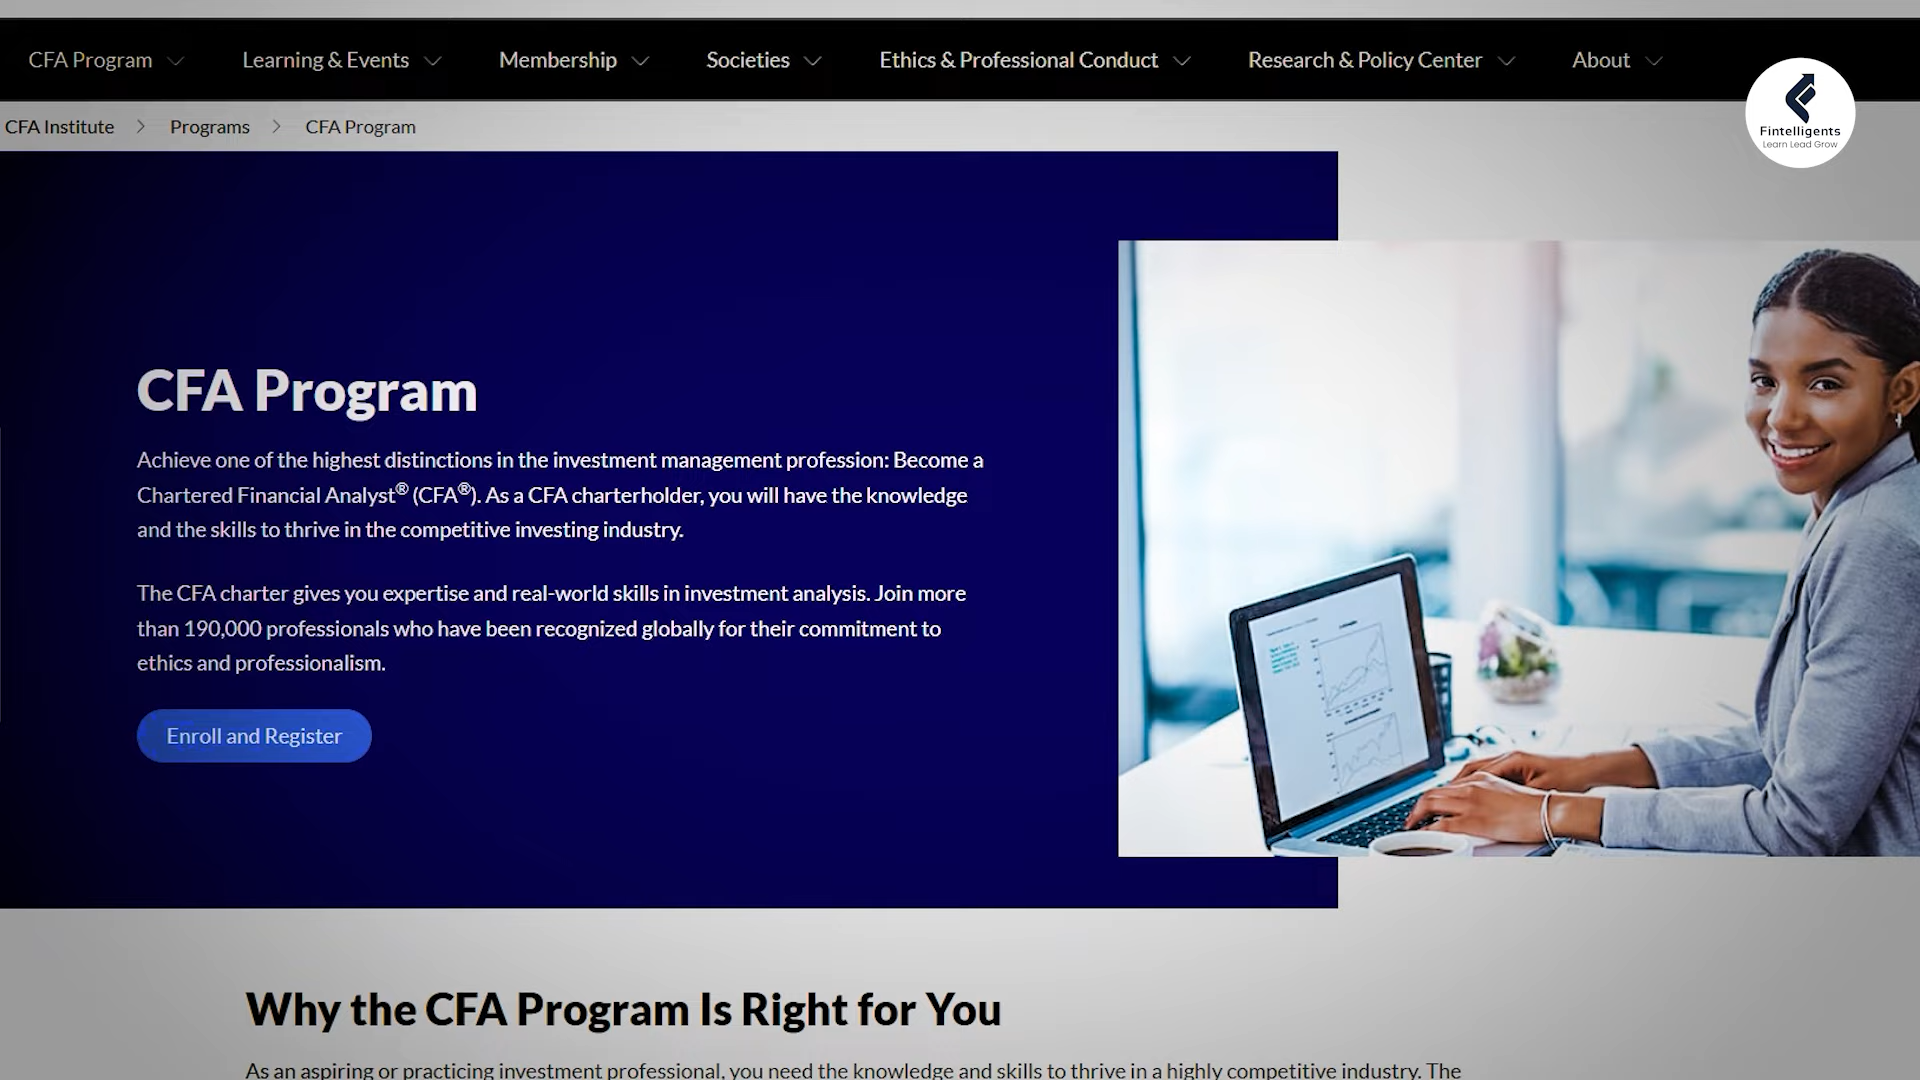 CFA Program
Learning & Events
Membership
Societies
Ethics & Professional Conduct
Research & Policy Center
About
Fintelligents
Learn Lead Grow
CFA Institute > Programs > CFA Program
CFA Program
Achieve one of the highest distinctions in the investment management profession: Become a
Chartered Financial Analyst® (CFA®). As a CFA charterholder, you will have the knowledge
and the skills to thrive in the competitive investing industry.
The CFA charter gives you expertise and real-world skills in investment analysis. Join more
than 190,000 professionals who have been recognized globally for their commitment to
ethics and professionalism.
Enroll and Register
Why the CFA Program Is Right for You
As an aspiring or practicing investment professional, you need the knowledge and skills to thrive in a highly competitive industry. The